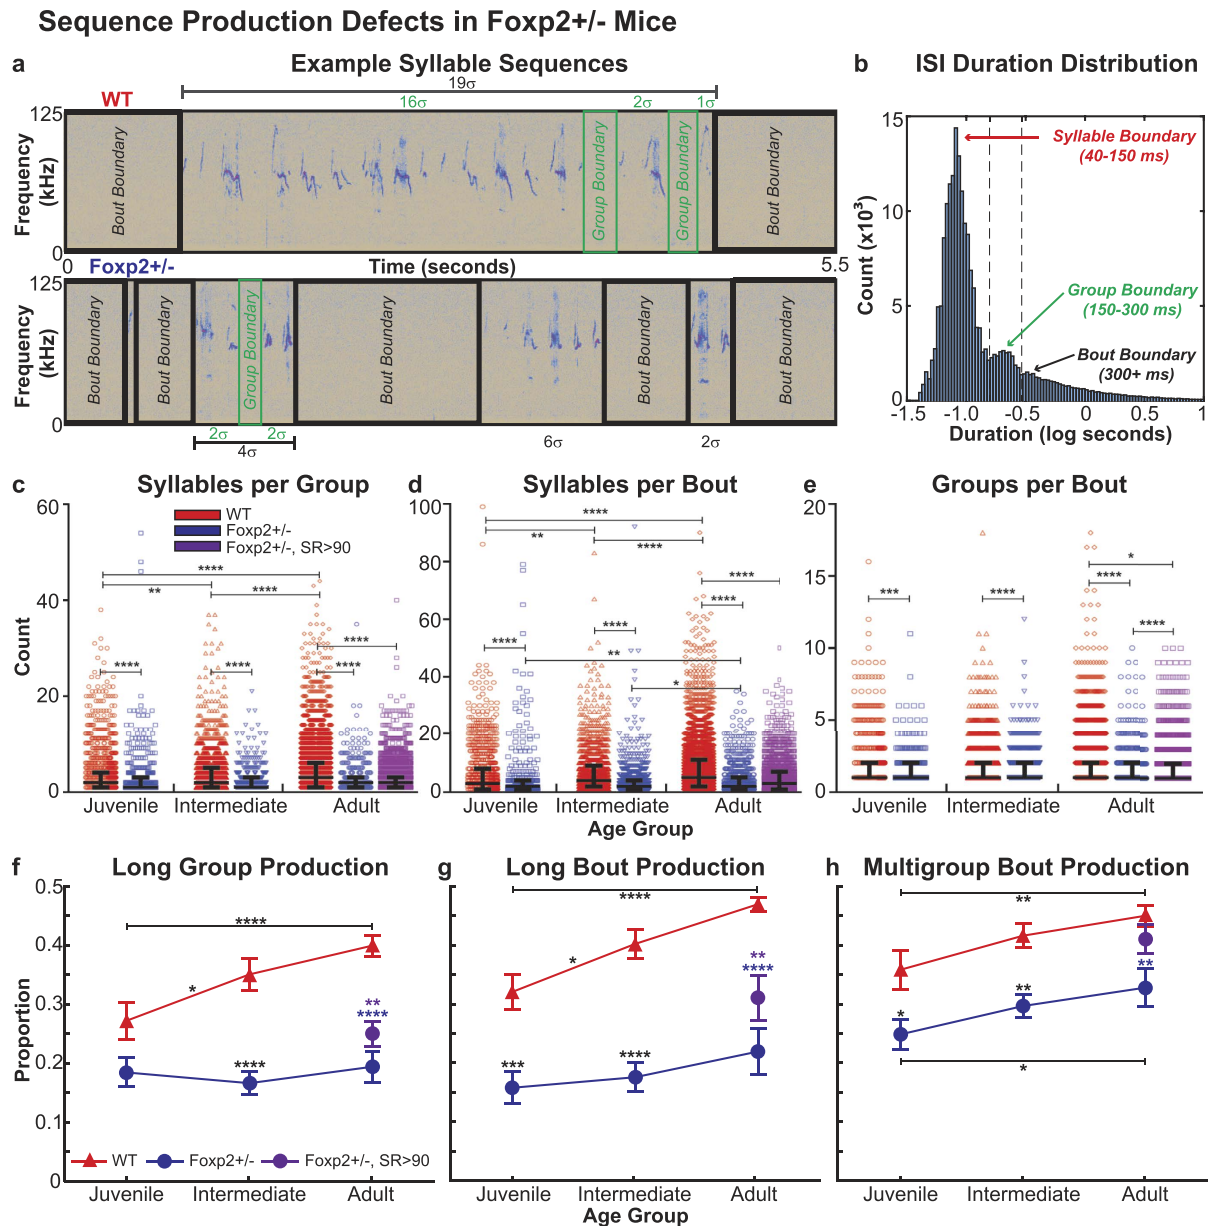 Sequence Production Defects in Foxp2+/- Mice
a
Example Syllable Sequences
19σ
WT
16σ
2σ
1σ
125
Frequency
(kHz)
0
Bout Boundary
Group Boundary
Group Boundary
Bout Boundary
0
Foxp2+/-
Time (seconds)
5.5
125
Frequency
kHz)
0
Bout Boundary
Bout Boundary
Group Boundary
Bout Boundary
Bout Boundary
Bout Boundary
2σ
2σ
4σ
6σ
2σ
b
ISI Duration Distribution
15
10
5
0
Count (x10³)
Syllable Boundary
(40-150 ms)
Group Boundary
(150-300 ms)
Bout Boundary
(300+ ms)
-1.5
-1.0
-0.5
0
0.5
1
Duration (log seconds)
c
Syllables per Group
60
40
20
0
Count
WT
Foxp2+/-
Foxp2+/-, SR>90
****
**
****
****
****
****
****
Juvenile
Intermediate
Adult
d
Syllables per Bout
100
80
60
40
20
0
****
**
****
****
****
****
****
**
*
Juvenile
Intermediate
Adult
Age Group
e
Groups per Bout
20
15
10
5
0
***
****
*
****
****
Juvenile
Intermediate
Adult
f
Long Group Production
0.5
0.4
0.3
0.2
0.1
0
Proportion
****
*
**
****
****
WT
Foxp2+/-
Foxp2+/-, SR>90
Juvenile
Intermediate
Adult
g
Long Bout Production
****
*
**
****
***
****
Juvenile
Intermediate
Adult
Age Group
h
Multigroup Bout Production
**
**
**
*
*
Juvenile
Intermediate
Adult